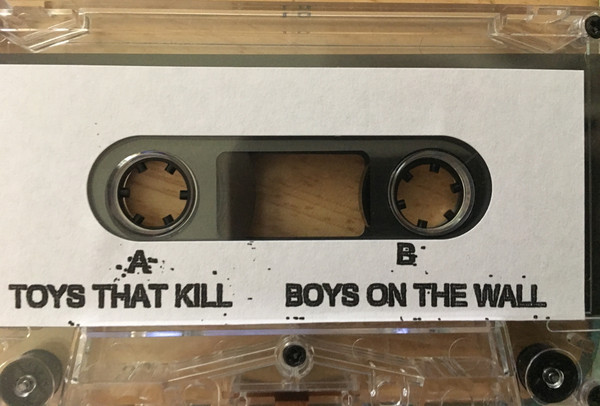 A B
TOYS THAT KILL BOYS ON THE WALL